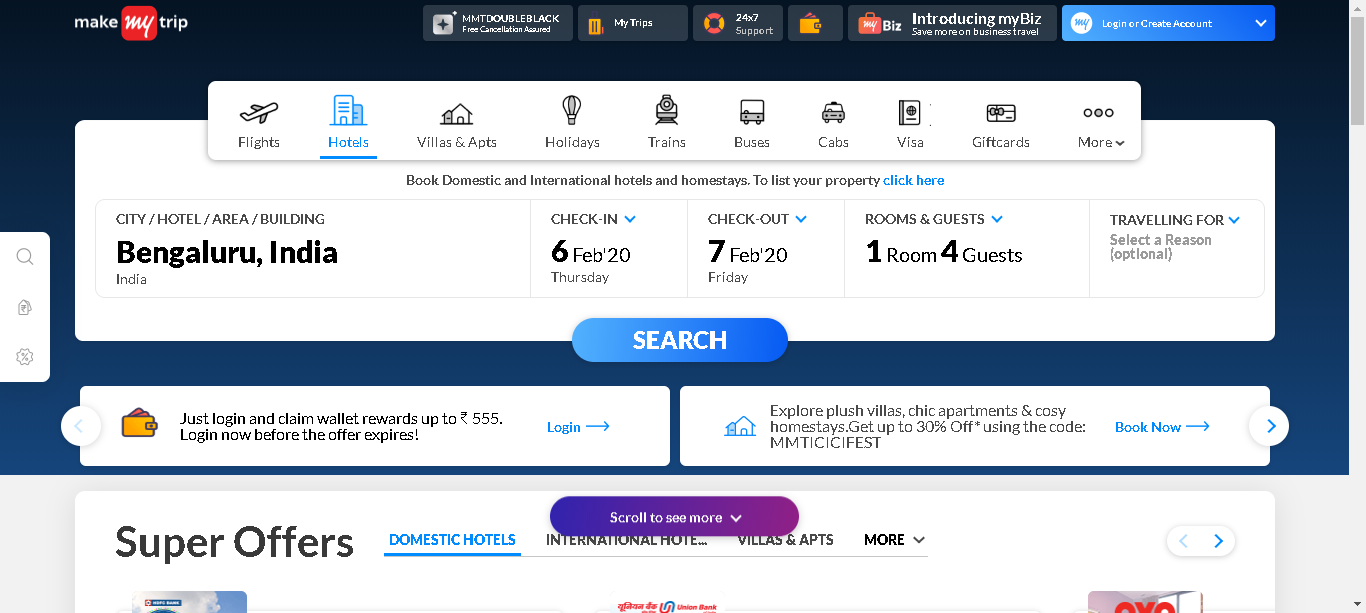 make my trip
MMTDOUBLEBLACK
Free Cancellation Assured
My Trips
24x7
Support
my Biz
Introducing myBiz
Save more on business travel
my
Login or Create Account
Flights
Hotels
Villas & Apts
Holidays
Trains
Buses
Cabs
Visa
Giftcards
More
Book Domestic and International hotels and homestays. To list your property click here
CITY / HOTEL / AREA / BUILDING
Bengaluru, India
India
CHECK-IN
6 Feb'20
Thursday
CHECK-OUT
7 Feb'20
Friday
ROOMS & GUESTS
1 Room 4 Guests
TRAVELLING FOR
Select a Reason
(optional)
SEARCH
Just login and claim wallet rewards up to ₹ 555.
Login now before the offer expires!
Login
Explore plush villas, chic apartments & cosy
homestays.Get up to 30% Off* using the code:
MMTICICIFEST
Book Now
Scroll to see more
Super Offers
DOMESTIC HOTELS
INTERNATIONAL HOTE...
VILLAS & APTS
MORE
HDFC BANK
यूनियन बैंक Union Bank
OYO